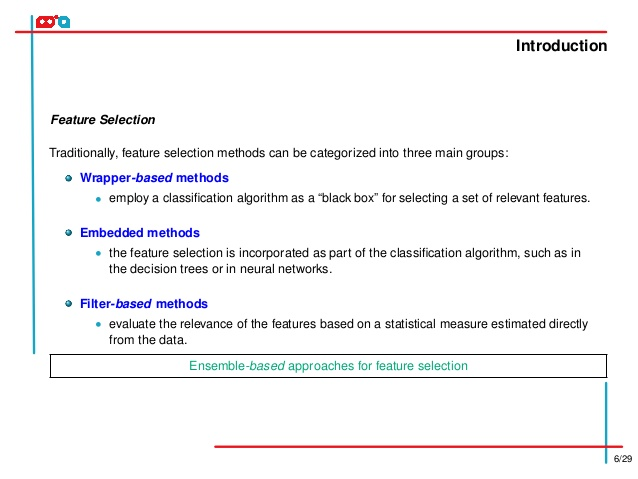 Introduction
Feature Selection
Traditionally, feature selection methods can be categorized into three main groups:
Wrapper-based methods
employ a classification algorithm as a “black box” for selecting a set of relevant features.
Embedded methods
the feature selection is incorporated as part of the classification algorithm, such as in
the decision trees or in neural networks.
Filter-based methods
evaluate the relevance of the features based on a statistical measure estimated directly
from the data.
Ensemble-based approaches for feature selection
6/29